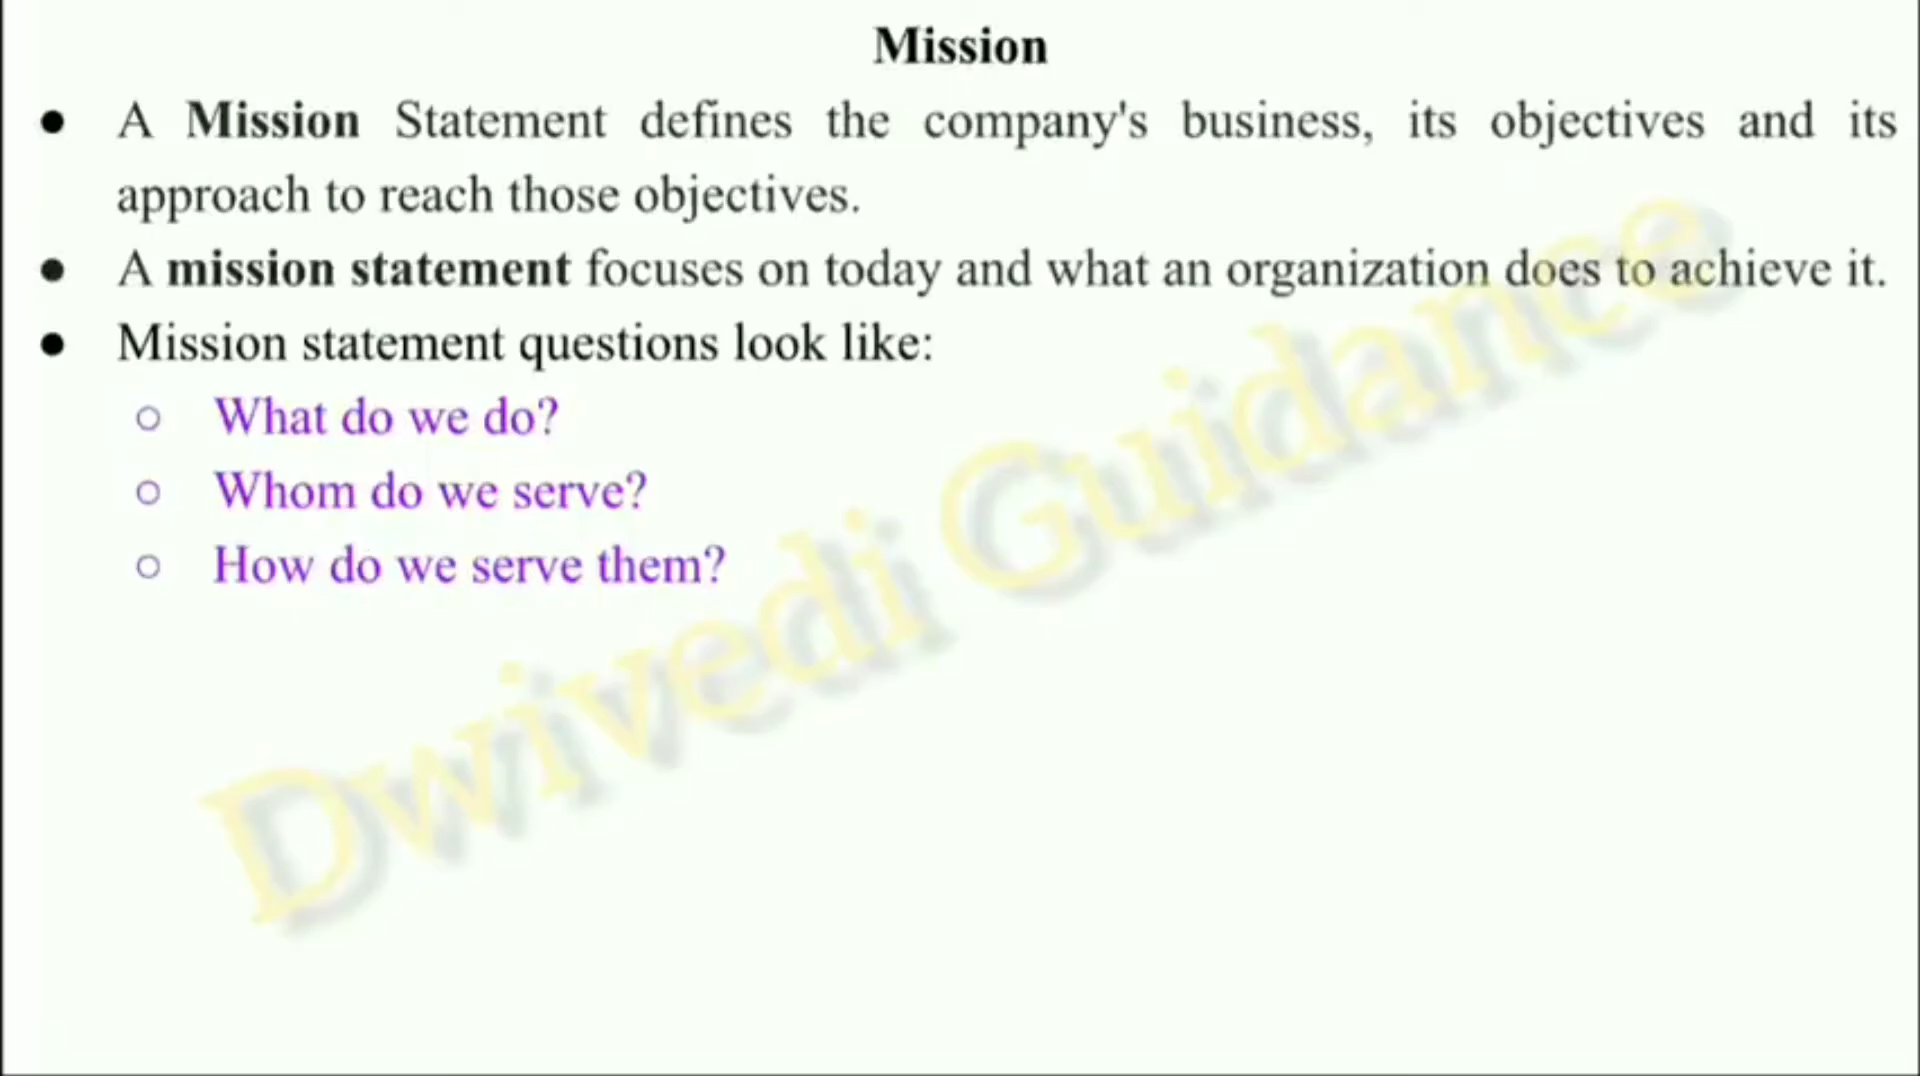 Mission
● A Mission Statement defines the company's business, its objectives and its
approach to reach those objectives.
● A mission statement focuses on today and what an organization does to achieve it.
● Mission statement questions look like:
○ What do we do?
○ Whom do we serve?
○ How do we serve them?
Dwivedi Guidance